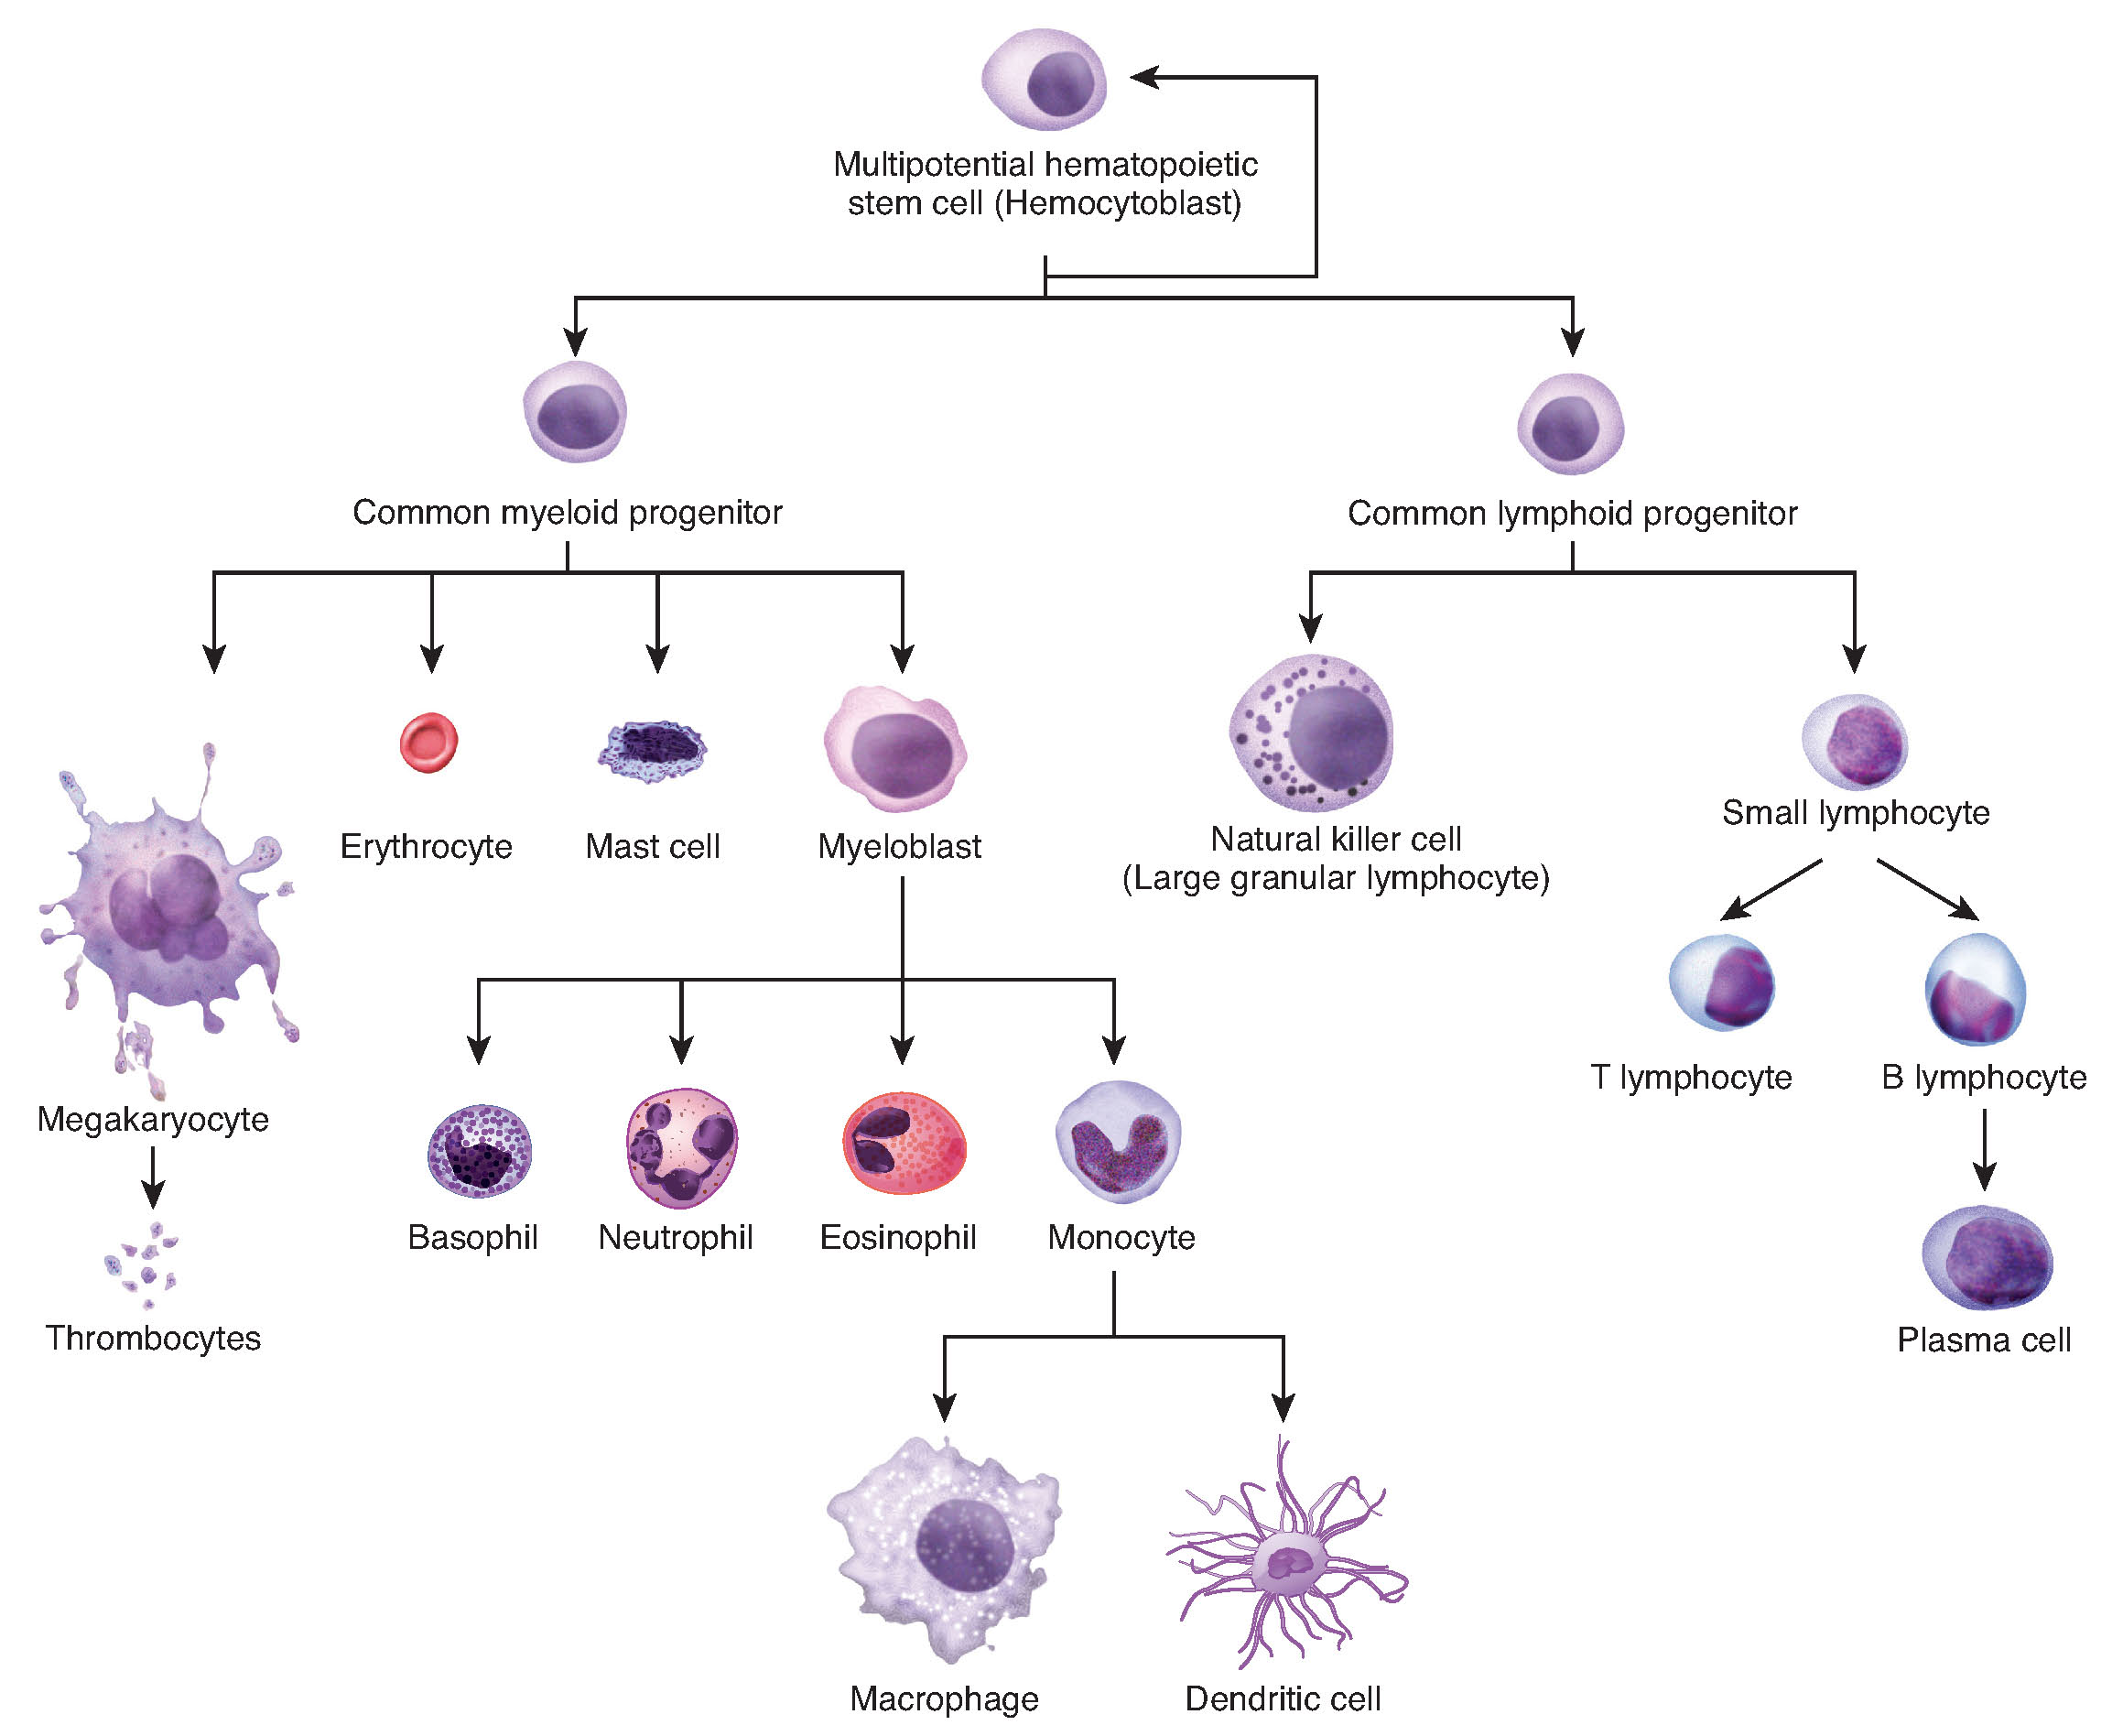 Multipotential hematopoietic
stem cell (Hemocytoblast)
Common myeloid progenitor
Common lymphoid progenitor
Erythrocyte
Mast cell
Myeloblast
Natural killer cell
(Large granular lymphocyte)
Small lymphocyte
T lymphocyte
B lymphocyte
Megakaryocyte
Basophil
Neutrophil
Eosinophil
Monocyte
Thrombocytes
Plasma cell
Macrophage
Dendritic cell